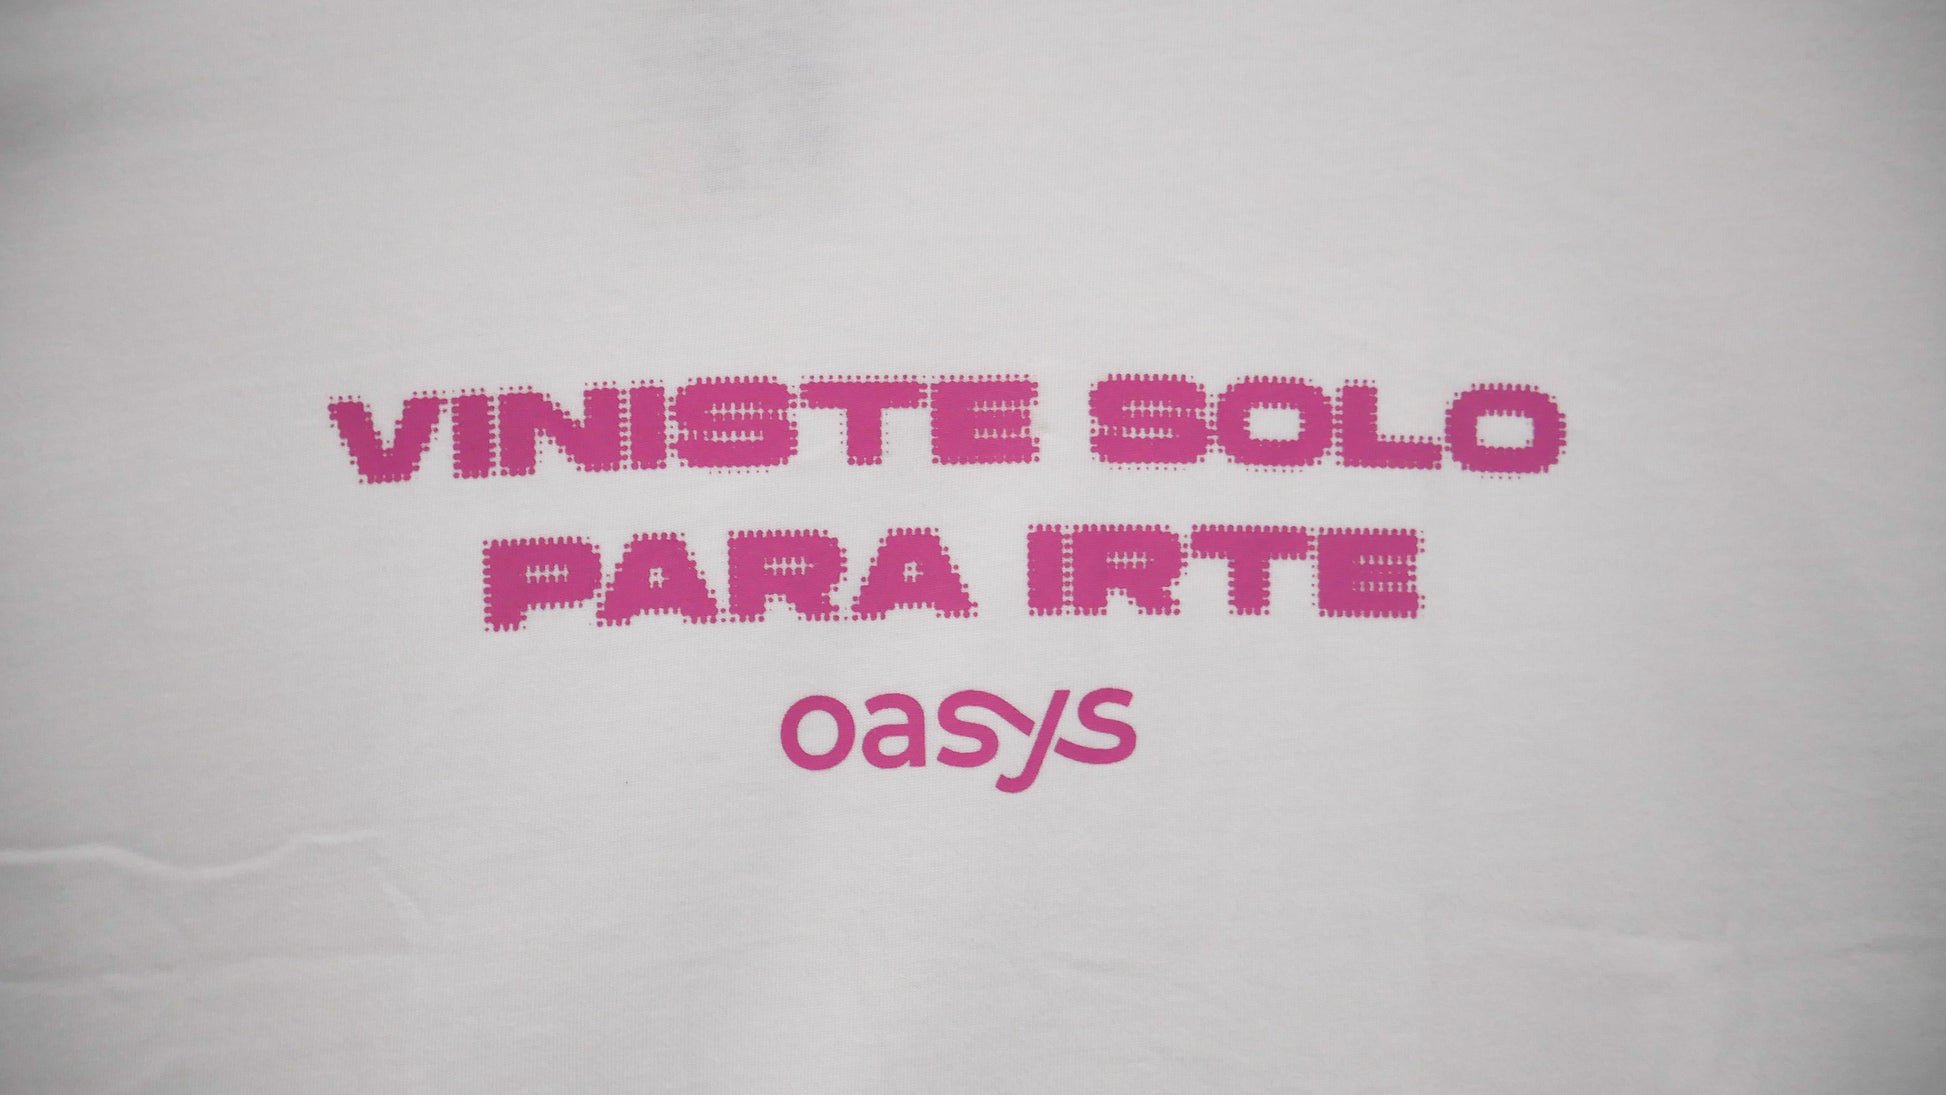 VINISTE SOLO
PARA IRTE
oasys